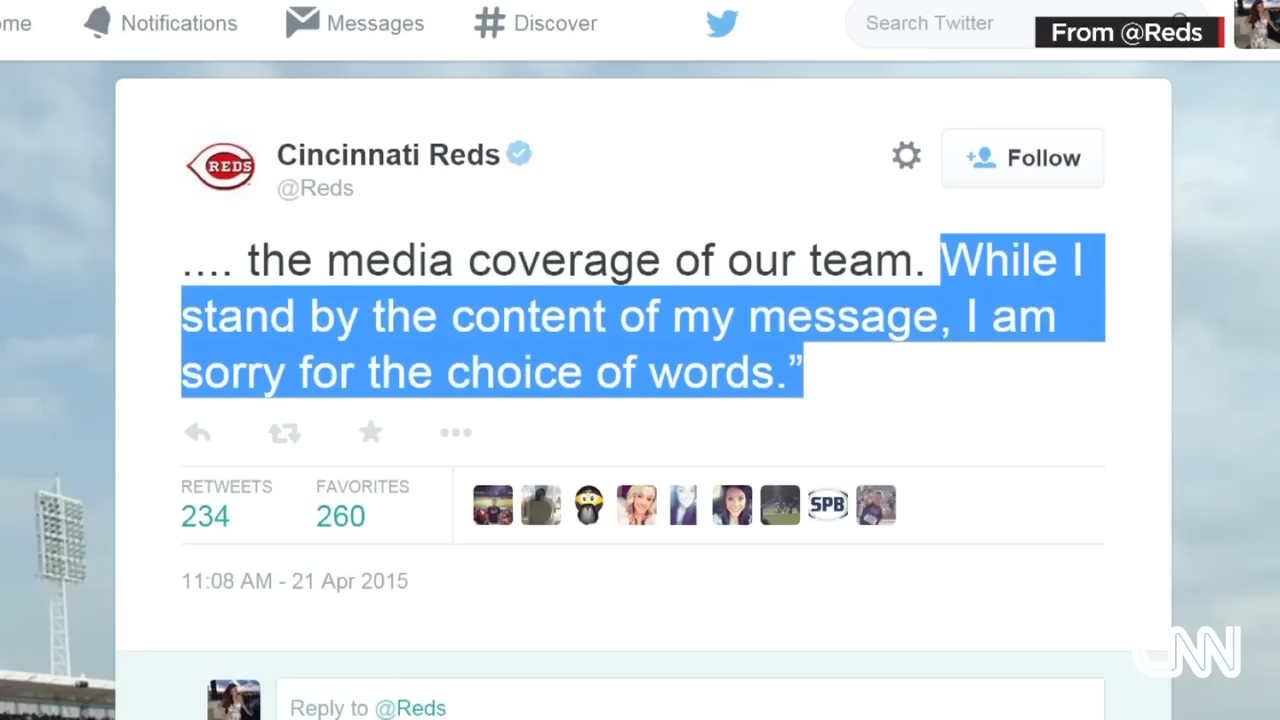 ome Notifications Messages Discover Search Twitter
From @Reds
REDS
Cincinnati Reds
@Reds
Follow
.... the media coverage of our team. While I
stand by the content of my message, I am
sorry for the choice of words.”
RETWEETS FAVORITES
234 260
SPB
11:08 AM - 21 Apr 2015
CNN
Reply to @Reds